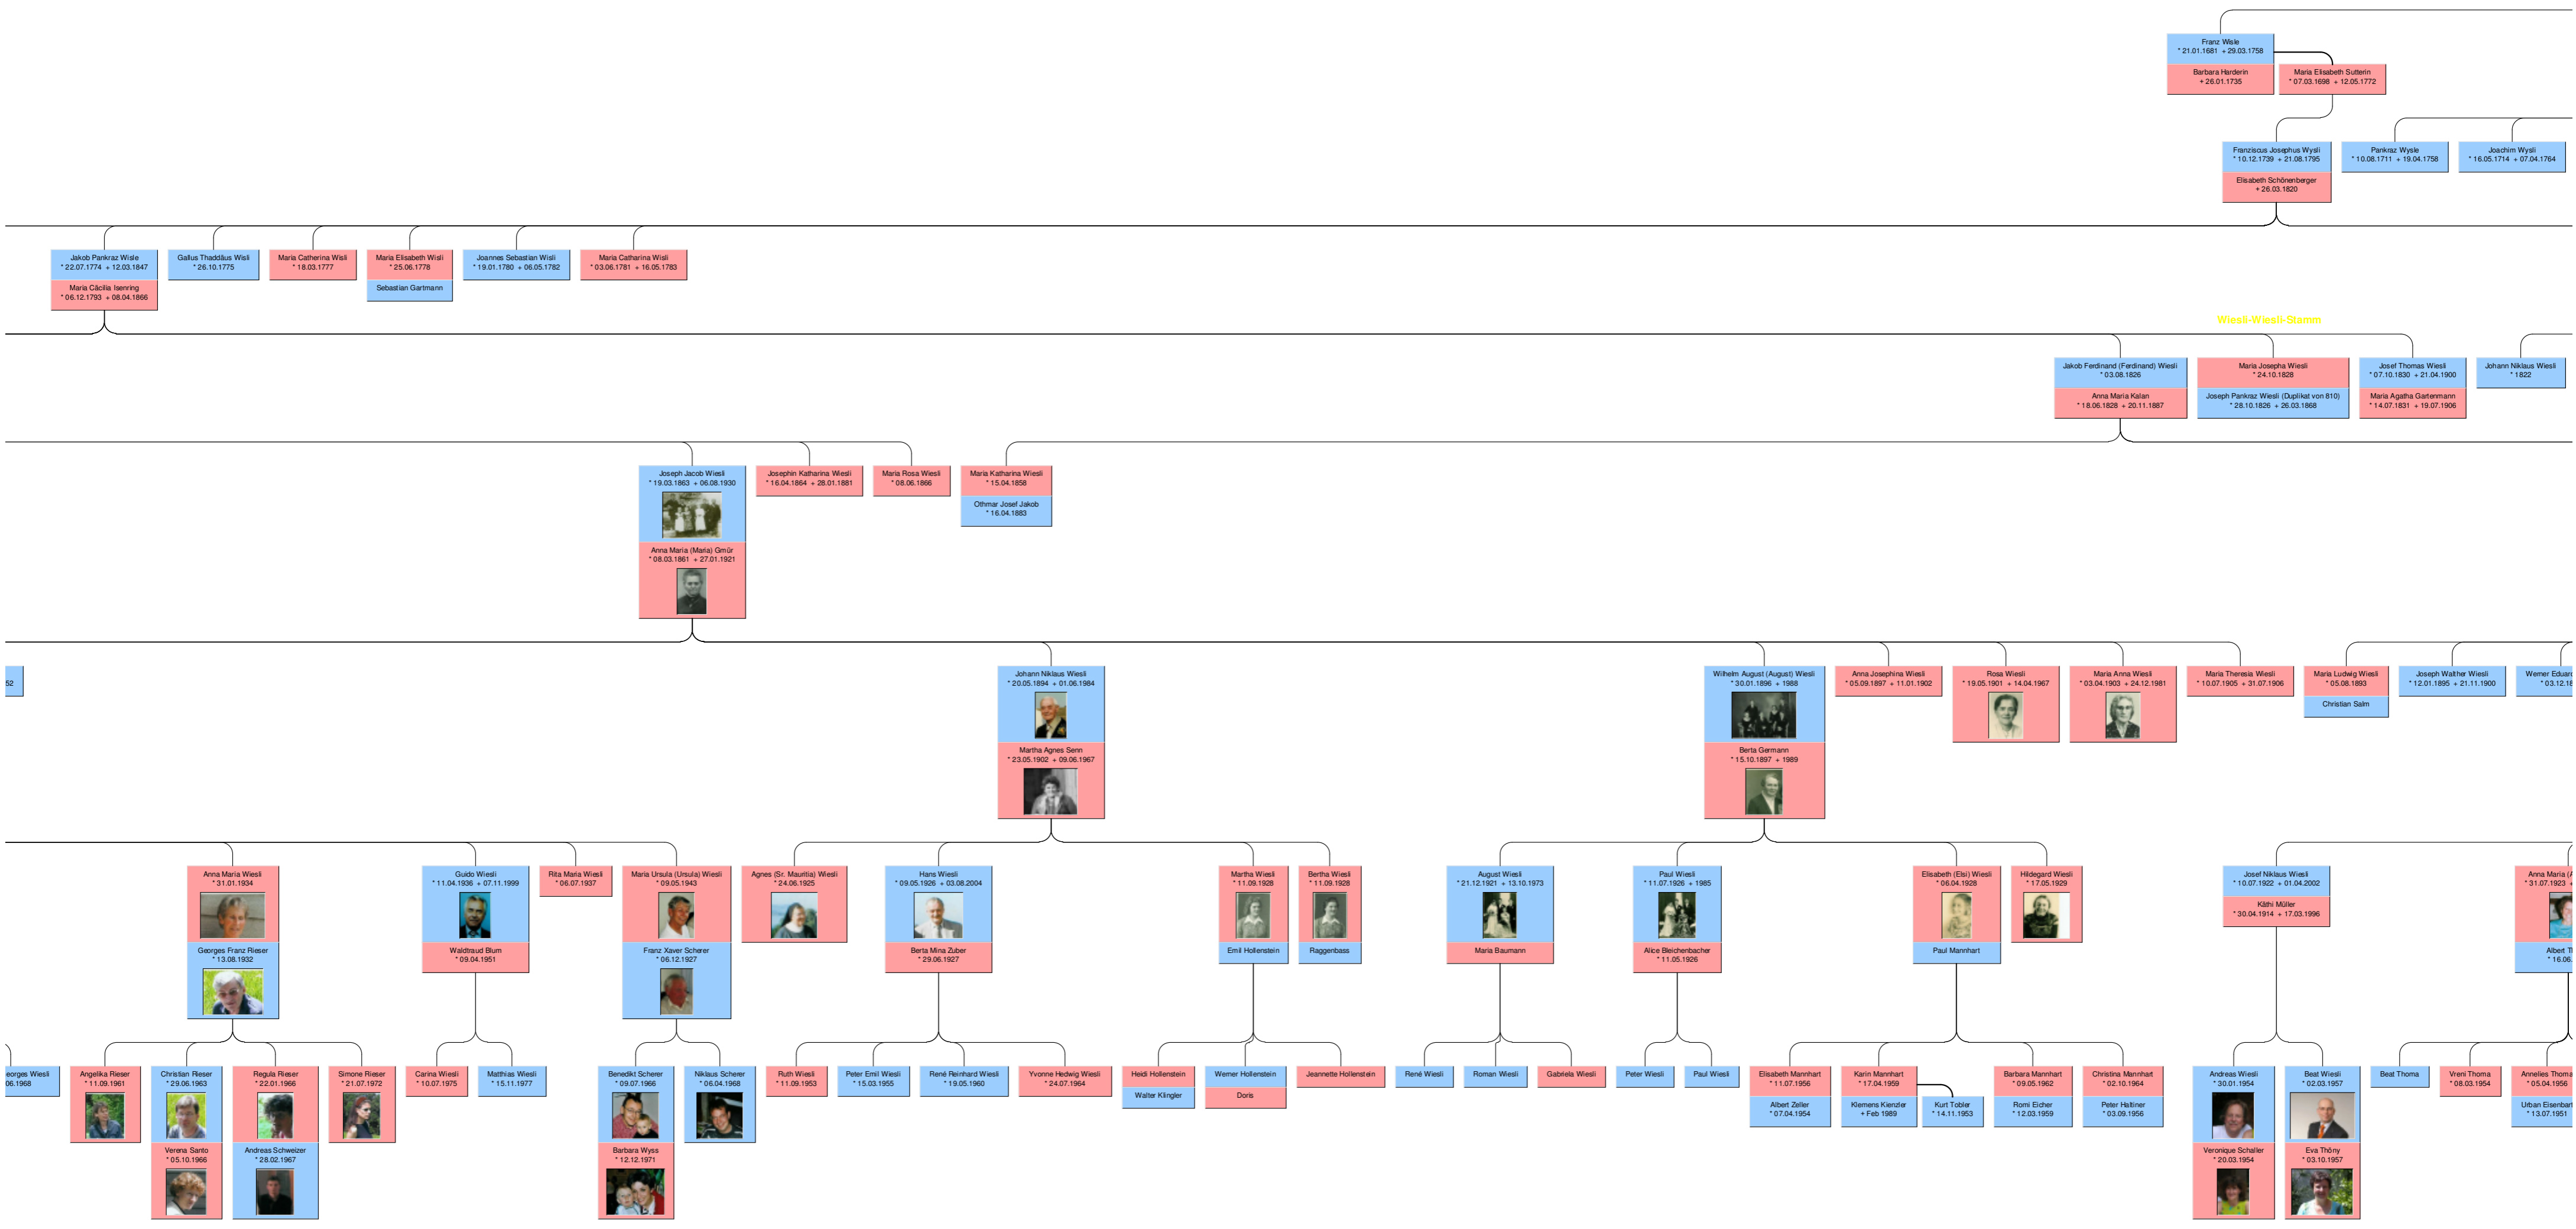 Franz Wisle
* 21.01.1681 + 29.03.1758
Barbara Harderin
+ 26.01.1735
Maria Elisabeth Sutterin
* 07.03.1698 + 12.05.1772
Franziscus Josephus Wysli
* 10.12.1739 + 21.08.1795
Elisabeth Schönenberger
+ 26.03.1820
Pankraz Wysle
* 10.08.1711 + 19.04.1758
Joachim Wysli
* 16.05.1714 + 07.04.1764
Jakob Pankraz Wisle
* 22.07.1774 + 12.03.1847
Maria Cäcilia Isenring
* 06.12.1793 + 08.04.1866
Gallus Thaddäus Wisli
* 26.10.1775
Maria Catherina Wisli
* 18.03.1777
Maria Elisabeth Wisli
* 25.06.1778
Sebastian Gartmann
Joannes Sebastian Wisli
* 19.01.1780 + 06.05.1782
Maria Catharina Wisli
* 03.06.1781 + 16.05.1783
Wiesli-Wiesli-Stamm
Jakob Ferdinand (Ferdinand) Wiesli
* 03.08.1826
Anna Maria Kalan
* 18.06.1828 + 20.11.1887
Maria Josepha Wiesli
* 24.10.1828
Joseph Pankraz Wiesli (Duplikat von 810)
* 28.10.1826 + 26.03.1868
Josef Thomas Wiesli
* 07.10.1830 + 21.04.1900
Maria Agatha Gartenmann
* 14.07.1831 + 19.07.1906
Johann Niklaus Wiesli
* 1822
Joseph Jacob Wiesli
* 19.03.1863 + 06.08.1930
Anna Maria (Maria) Gmür
* 08.03.1861 + 27.01.1921
Josephin Katharina Wiesli
* 16.04.1864 + 28.01.1881
Maria Rosa Wiesli
* 08.06.1866
Maria Katharina Wiesli
* 15.04.1858
Othmar Josef Jakob
* 16.04.1883
52
Johann Niklaus Wiesli
* 20.05.1894 + 01.06.1984
Martha Agnes Senn
* 23.05.1902 + 09.06.1967
Wilhelm August (August) Wiesli
* 30.01.1896 + 1988
Berta Germann
* 15.10.1897 + 1989
Anna Josephina Wiesli
* 05.09.1897 + 11.01.1902
Rosa Wiesli
* 19.05.1901 + 14.04.1967
Maria Anna Wiesli
* 03.04.1903 + 24.12.1981
Maria Theresia Wiesli
* 10.07.1905 + 31.07.1906
Maria Ludwig Wiesli
* 05.08.1893
Christian Salm
Joseph Walther Wiesli
* 12.01.1895 + 21.11.1900
Werner Eduar
* 03.12.18
Anna Maria Wiesli
* 31.01.1934
Georges Franz Rieser
* 13.08.1932
Guido Wiesli
* 11.04.1936 + 07.11.1999
Waldtraud Blum
* 09.04.1951
Rita Maria Wiesli
* 06.07.1937
Maria Ursula (Ursula) Wiesli
* 09.05.1943
Franz Xaver Scherer
* 06.12.1927
Agnes (Sr. Mauritia) Wiesli
* 24.06.1925
Hans Wiesli
* 09.05.1926 + 03.08.2004
Berta Mina Zuber
* 29.06.1927
Martha Wiesli
* 11.09.1928
Emil Hollenstein
Bertha Wiesli
* 11.09.1928
Raggenbass
August Wiesli
* 21.12.1921 + 13.10.1973
Maria Baumann
Paul Wiesli
* 11.07.1926 + 1985
Alice Bleichenbacher
* 11.05.1926
Elisabeth (Elsi) Wiesli
* 06.04.1928
Paul Mannhart
Hildegard Wiesli
* 17.05.1929
Josef Niklaus Wiesli
* 10.07.1922 + 01.04.2002
Käthi Müller
* 30.04.1914 + 17.03.1996
Anna Maria (
* 31.07.1923 +
Albert T
* 16.06.
eorges Wiesli
06.1968
Angelika Rieser
* 11.09.1961
Christian Rieser
* 29.06.1963
Verena Santo
* 05.10.1966
Regula Rieser
* 22.01.1966
Andreas Schweizer
* 28.02.1967
Simone Rieser
* 21.07.1972
Carina Wiesli
* 10.07.1975
Matthias Wiesli
* 15.11.1977
Benedikt Scherer
* 09.07.1966
Barbara Wyss
* 12.12.1971
Niklaus Scherer
* 06.04.1968
Ruth Wiesli
* 11.09.1953
Peter Emil Wiesli
* 15.03.1955
René Reinhard Wiesli
* 19.05.1960
Yvonne Hedwig Wiesli
* 24.07.1964
Heidi Hollenstein
Walter Klingler
Werner Hollenstein
Doris
Jeannette Hollenstein
René Wiesli
Roman Wiesli
Gabriela Wiesli
Peter Wiesli
Paul Wiesli
Elisabeth Mannhart
* 11.07.1956
Albert Zeller
* 07.04.1954
Karin Mannhart
* 17.04.1959
Klemens Kienzler
+ Feb 1989
Kurt Tobler
* 14.11.1953
Barbara Mannhart
* 09.05.1962
Romi Eicher
* 12.03.1959
Christina Mannhart
* 02.10.1964
Peter Haltiner
* 03.09.1956
Andreas Wiesli
* 30.01.1954
Veronique Schaller
* 20.03.1954
Beat Wiesli
* 02.03.1957
Eva Thöny
* 03.10.1957
Beat Thoma
Vreni Thoma
* 08.03.1954
Annelies Thoma
* 05.04.1956
Urban Eisenbar
* 13.07.1951